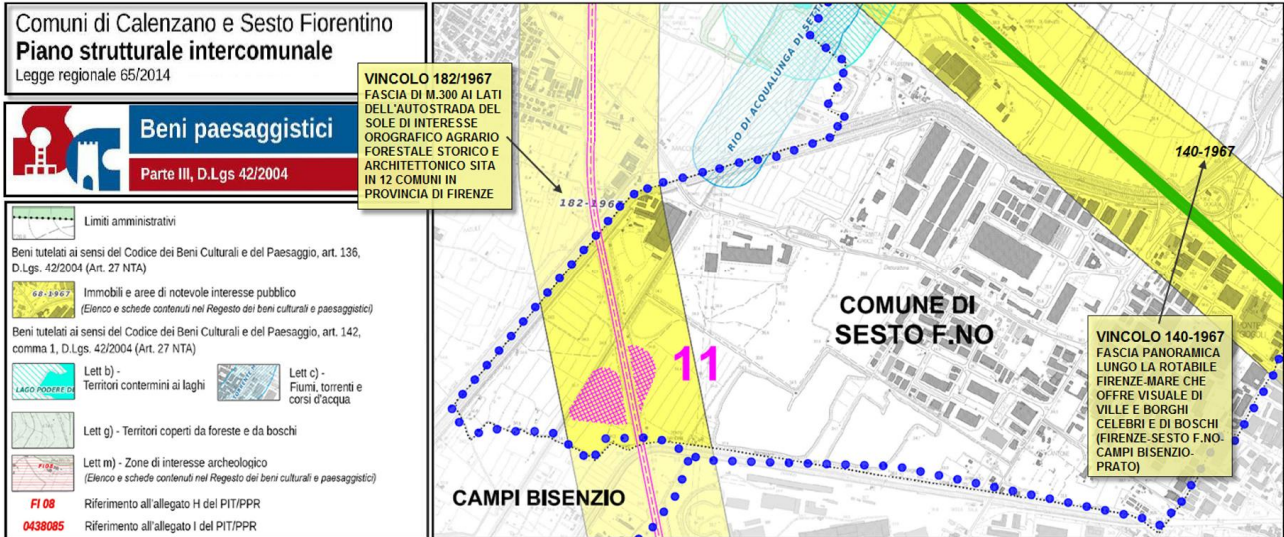 Comuni di Calenzano e Sesto Fiorentino
Piano strutturale intercomunale
Legge regionale 65/2014
Beni paesaggistici
Parte III, D.Lgs 42/2004
Limiti amministrativi
Beni tutelati ai sensi del Codice dei Beni Culturali e del Paesaggio, art. 136,
D.Lgs. 42/2004 (Art. 27 NTA)
68-1967
Immobili e aree di notevole interesse pubblico
(Elenco e schede contenuti nel Regesto dei beni culturali e paesaggistici)
Beni tutelati ai sensi del Codice dei Beni Culturali e del Paesaggio, art. 142,
comma 1, D.Lgs. 42/2004 (Art. 27 NTA)
LAGO PODERE DI
Lett b) -
Territori contermini ai laghi
Lett c) -
Fiumi, torrenti e
corsi d'acqua
Lett g) - Territori coperti da foreste e da boschi
FI08
Lett m) - Zone di interesse archeologico
(Elenco e schede contenuti nel Regesto dei beni culturali e paesaggistici)
FI 08
Riferimento all'allegato H del PIT/PPR
0438085
Riferimento all'allegato I del PIT/PPR
VINCOLO 182/1967
FASCIA DI M.300 AI LATI
DELL'AUTOSTRADA DEL
SOLE DI INTERESSE
OROGRAFICO AGRARIO
FORESTALE STORICO E
ARCHITETTONICO SITA
IN 12 COMUNI IN
PROVINCIA DI FIRENZE
182-1967
RIO DI ACQUALUNGA DI SESTO
140-1967
COMUNE DI
SESTO F.NO
11
CAMPI BISENZIO
VINCOLO 140-1967
FASCIA PANORAMICA
LUNGO LA ROTABILE
FIRENZE-MARE CHE
OFFRE VISUALE DI
VILLE E BORGHI
CELEBRI E DI BOSCHI
(FIRENZE-SESTO F.NO-
CAMPI BISENZIO-
PRATO)